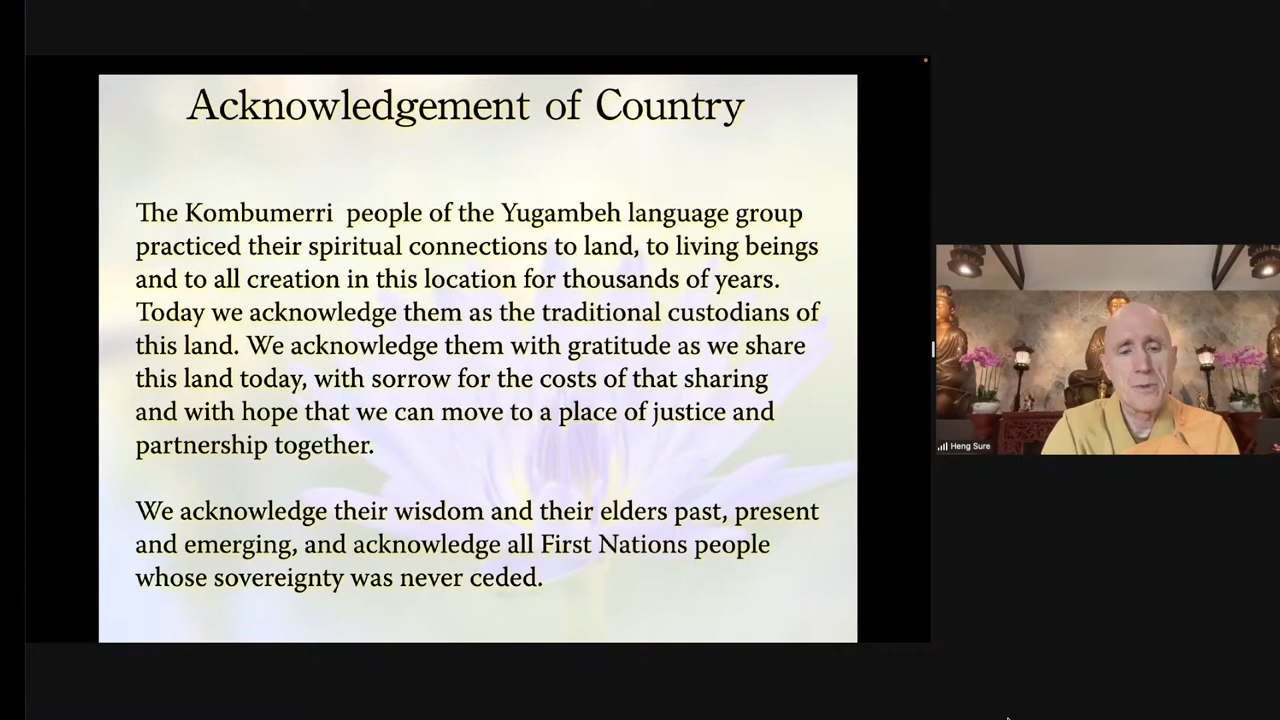 Acknowledgement of Country
The Kombumerri people of the Yugambeh language group
practiced their spiritual connections to land, to living beings
and to all creation in this location for thousands of years.
Today we acknowledge them as the traditional custodians of
this land. We acknowledge them with gratitude as we share
this land today, with sorrow for the costs of that sharing
and with hope that we can move to a place of justice and
partnership together.
We acknowledge their wisdom and their elders past, present
and emerging, and acknowledge all First Nations people
whose sovereignty was never ceded.
Heng Sure